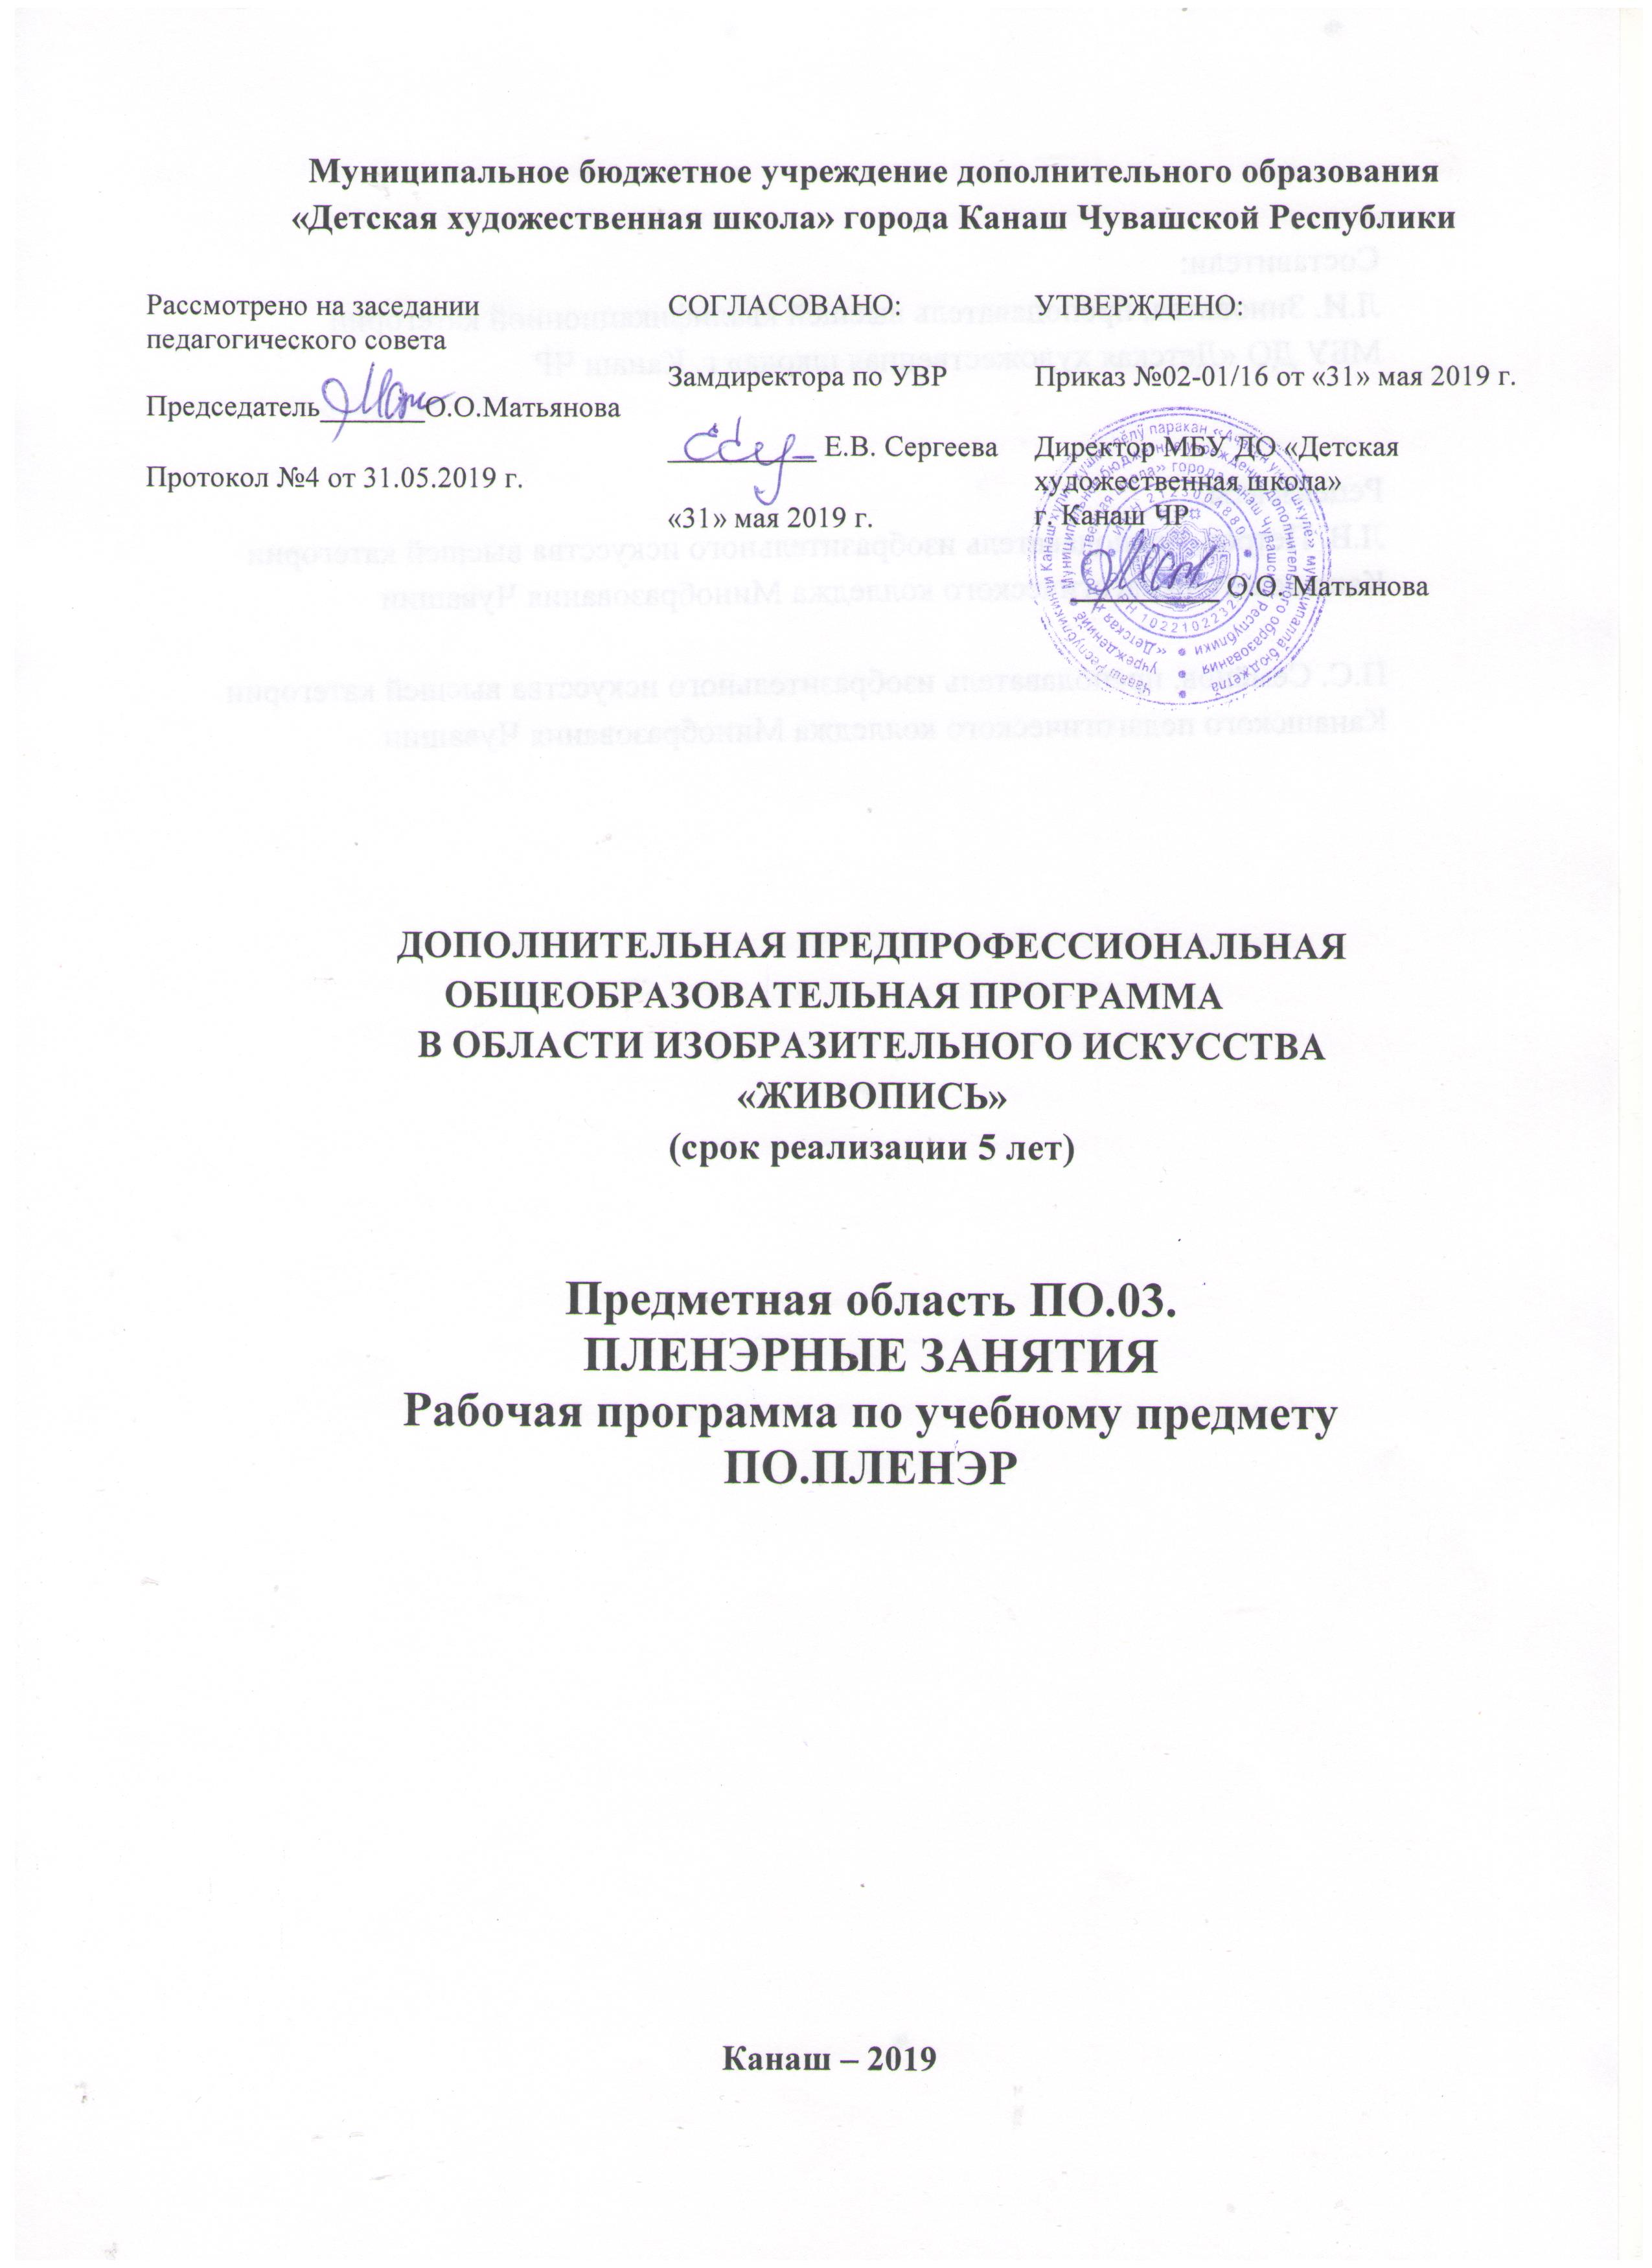 Муниципальное бюджетное учреждение дополнительного образования
«Детская художественная школа» города Канаш Чувашской Республики
Рассмотрено на заседании
педагогического совета
Председатель_______О.О.Матьянова
Протокол №4 от 31.05.2019 г.
СОГЛАСОВАНО:
Замдиректора по УВР
__________ Е.В. Сергеева
«31» мая 2019 г.
УТВЕРЖДЕНО:
Приказ №02-01/16 от «31» мая 2019 г.
Директор МБУ ДО «Детская
художественная школа»
г. Канаш ЧР
__________ О.О. Матьянова
ДОПОЛНИТЕЛЬНАЯ ПРЕДПРОФЕССИОНАЛЬНАЯ
ОБЩЕОБРАЗОВАТЕЛЬНАЯ ПРОГРАММА
В ОБЛАСТИ ИЗОБРАЗИТЕЛЬНОГО ИСКУССТВА
«ЖИВОПИСЬ»
(срок реализации 5 лет)
Предметная область ПО.03.
ПЛЕНЭРНЫЕ ЗАНЯТИЯ
Рабочая программа по учебному предмету
ПО.ПЛЕНЭР
Канаш – 2019